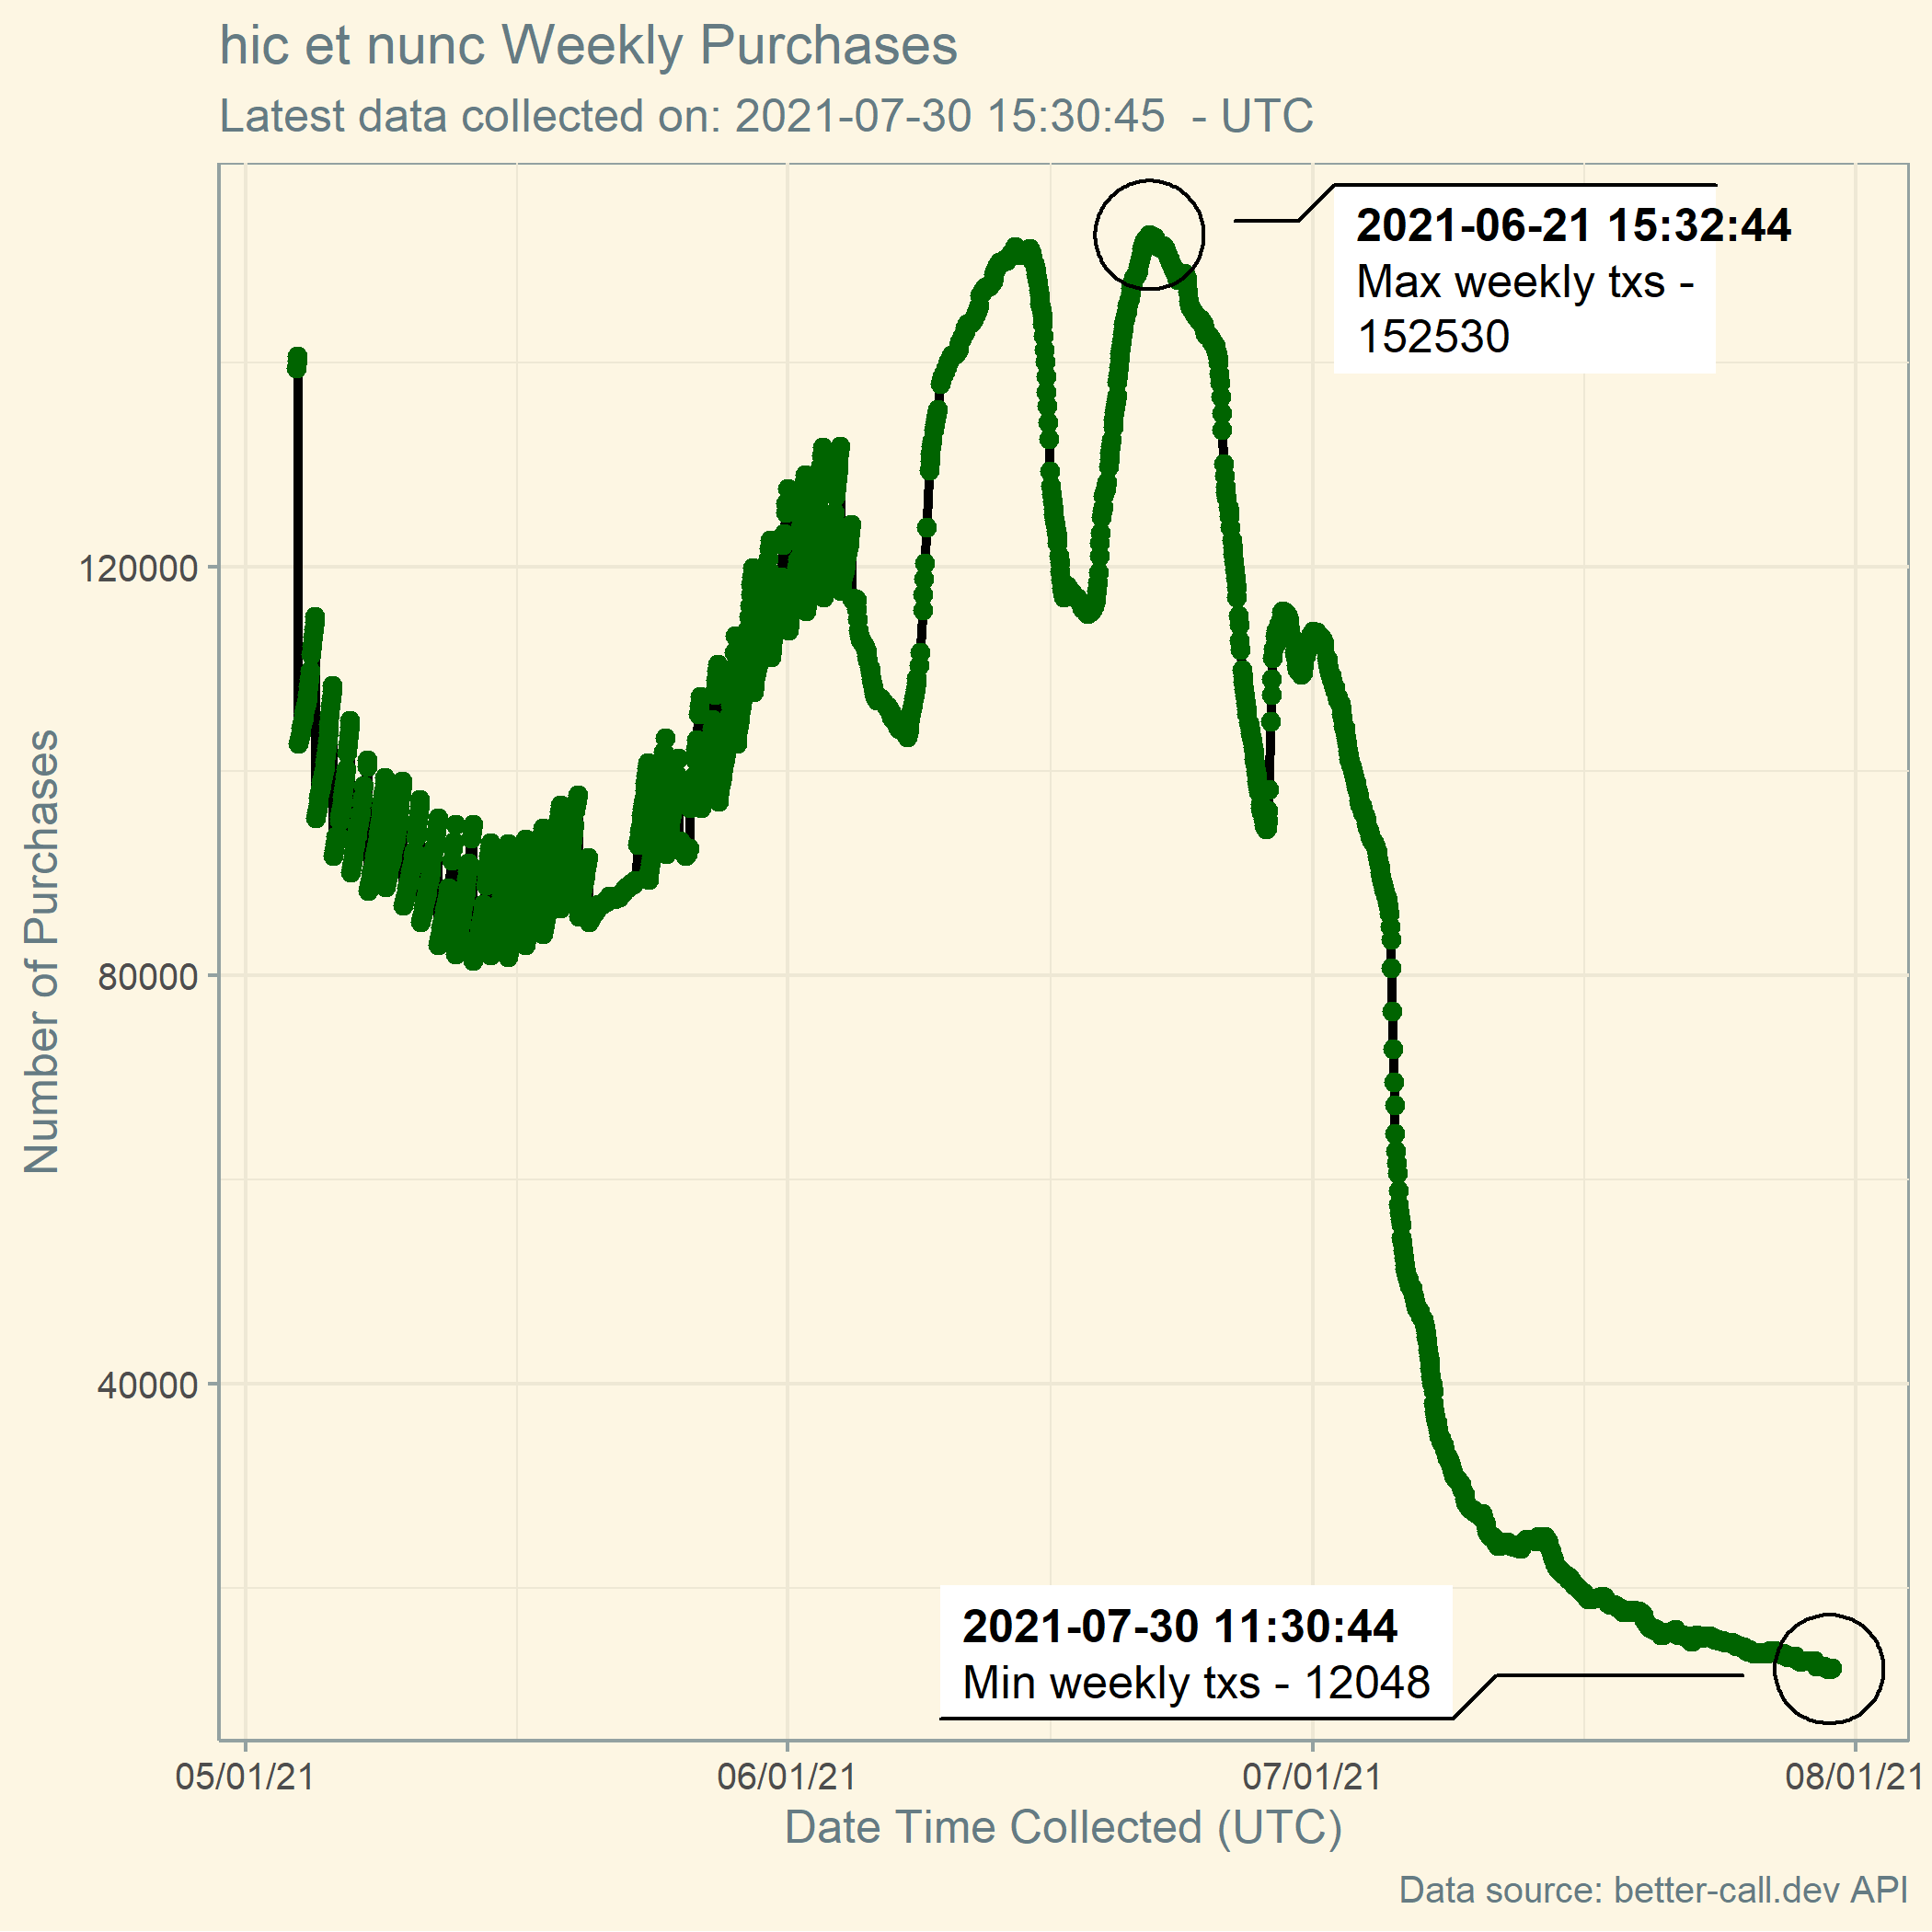 hic et nunc Weekly Purchases
Latest data collected on: 2021-07-30 15:30:45  - UTC
2021-06-21 15:32:44
Max weekly txs -
152530
120000
80000
40000
Number of Purchases
2021-07-30 11:30:44
Min weekly txs - 12048
05/01/21
06/01/21
07/01/21
08/01/21
Date Time Collected (UTC)
Data source: better-call.dev API